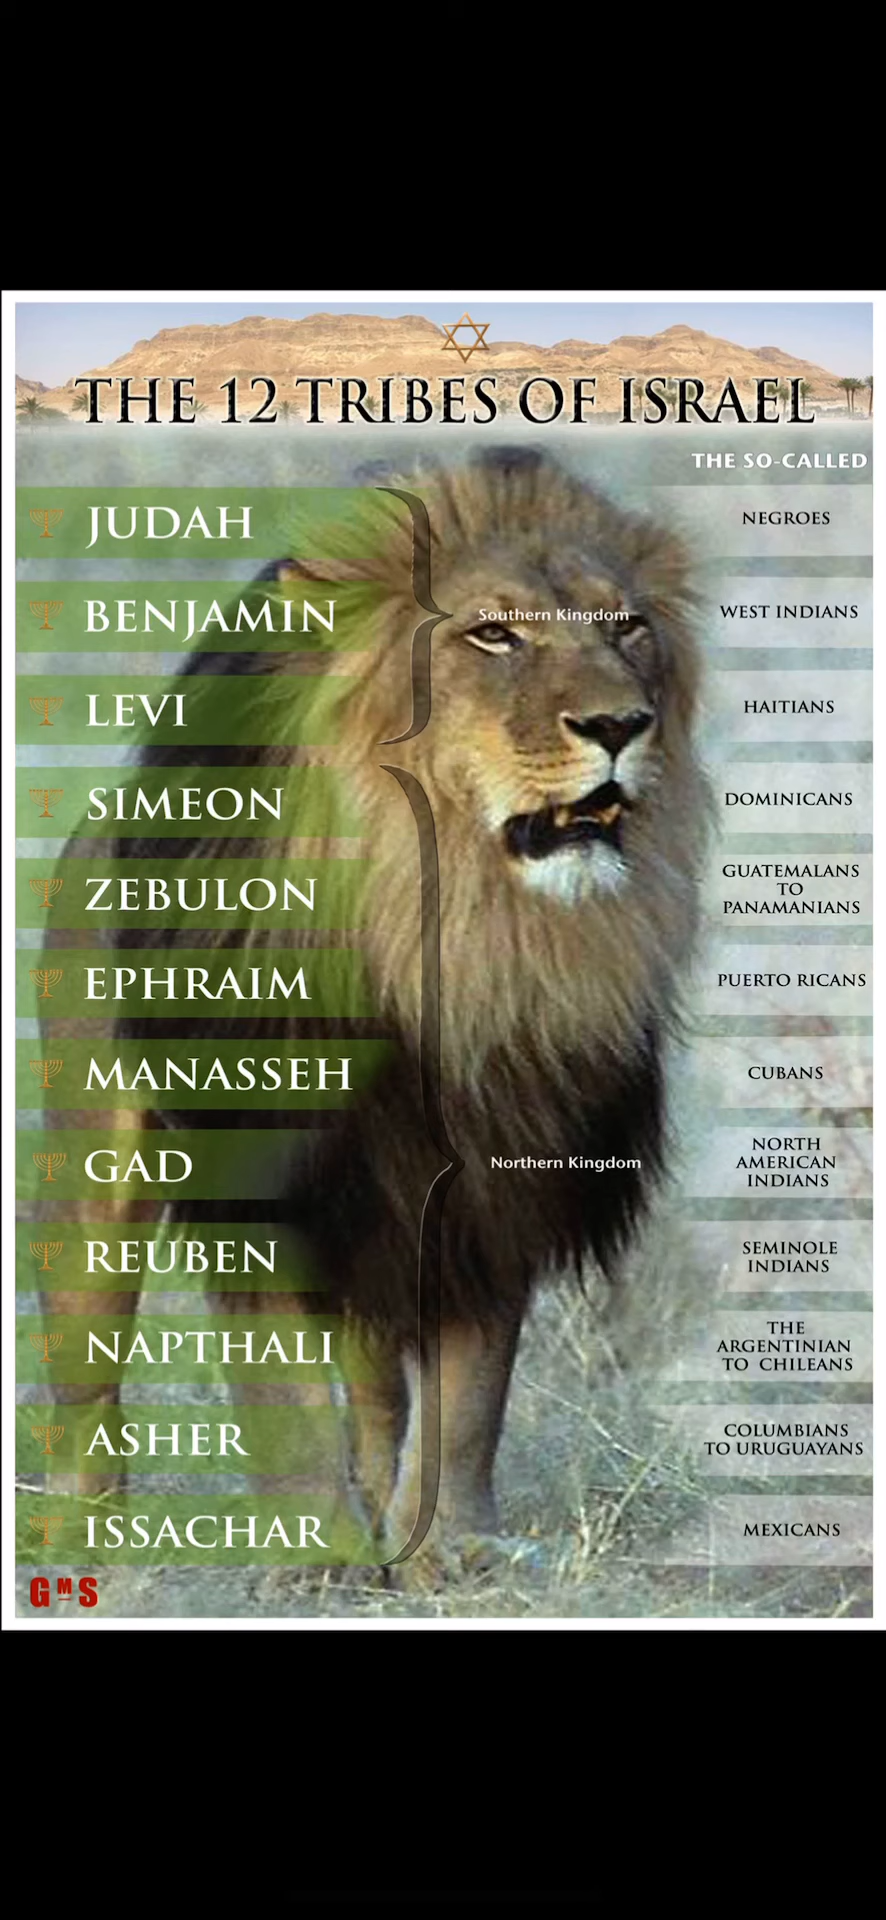 THE 12 TRIBES OF ISRAEL
THE SO-CALLED
JUDAH
NEGROES
BENJAMIN
Southern Kingdom
WEST INDIANS
LEVI
HAITIANS
SIMEON
DOMINICANS
ZEBULON
GUATEMALANS
TO
PANAMANIANS
EPHRAIM
PUERTO RICANS
MANASSEH
CUBANS
GAD
Northern Kingdom
NORTH
AMERICAN
INDIANS
REUBEN
SEMINOLE
INDIANS
NAPTHALI
THE
ARGENTINIAN
TO CHILEANS
ASHER
COLUMBIANS
TO URUGUAYANS
ISSACHAR
MEXICANS
GMS